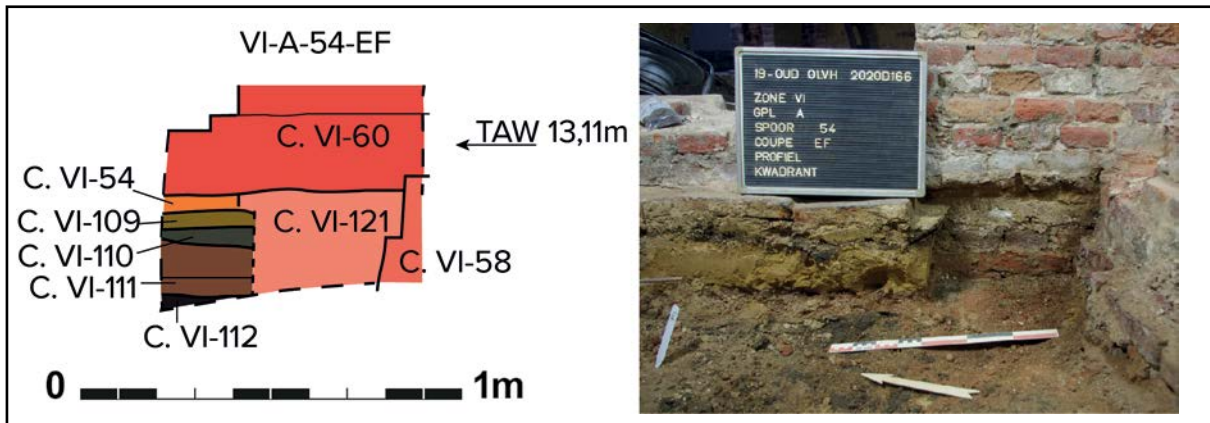 VI-A-54-EF
C. VI-60
TAW 13,11m
C. VI-54
C. VI-109
C. VI-121
C. VI-110
C. VI-58
C. VI-111
C. VI-112
0 1m
19-OUD OLVH 2020D166
ZONE VI
GPL A
SPOOR 54
COUPE EF
PROFIEL
KWADRANT